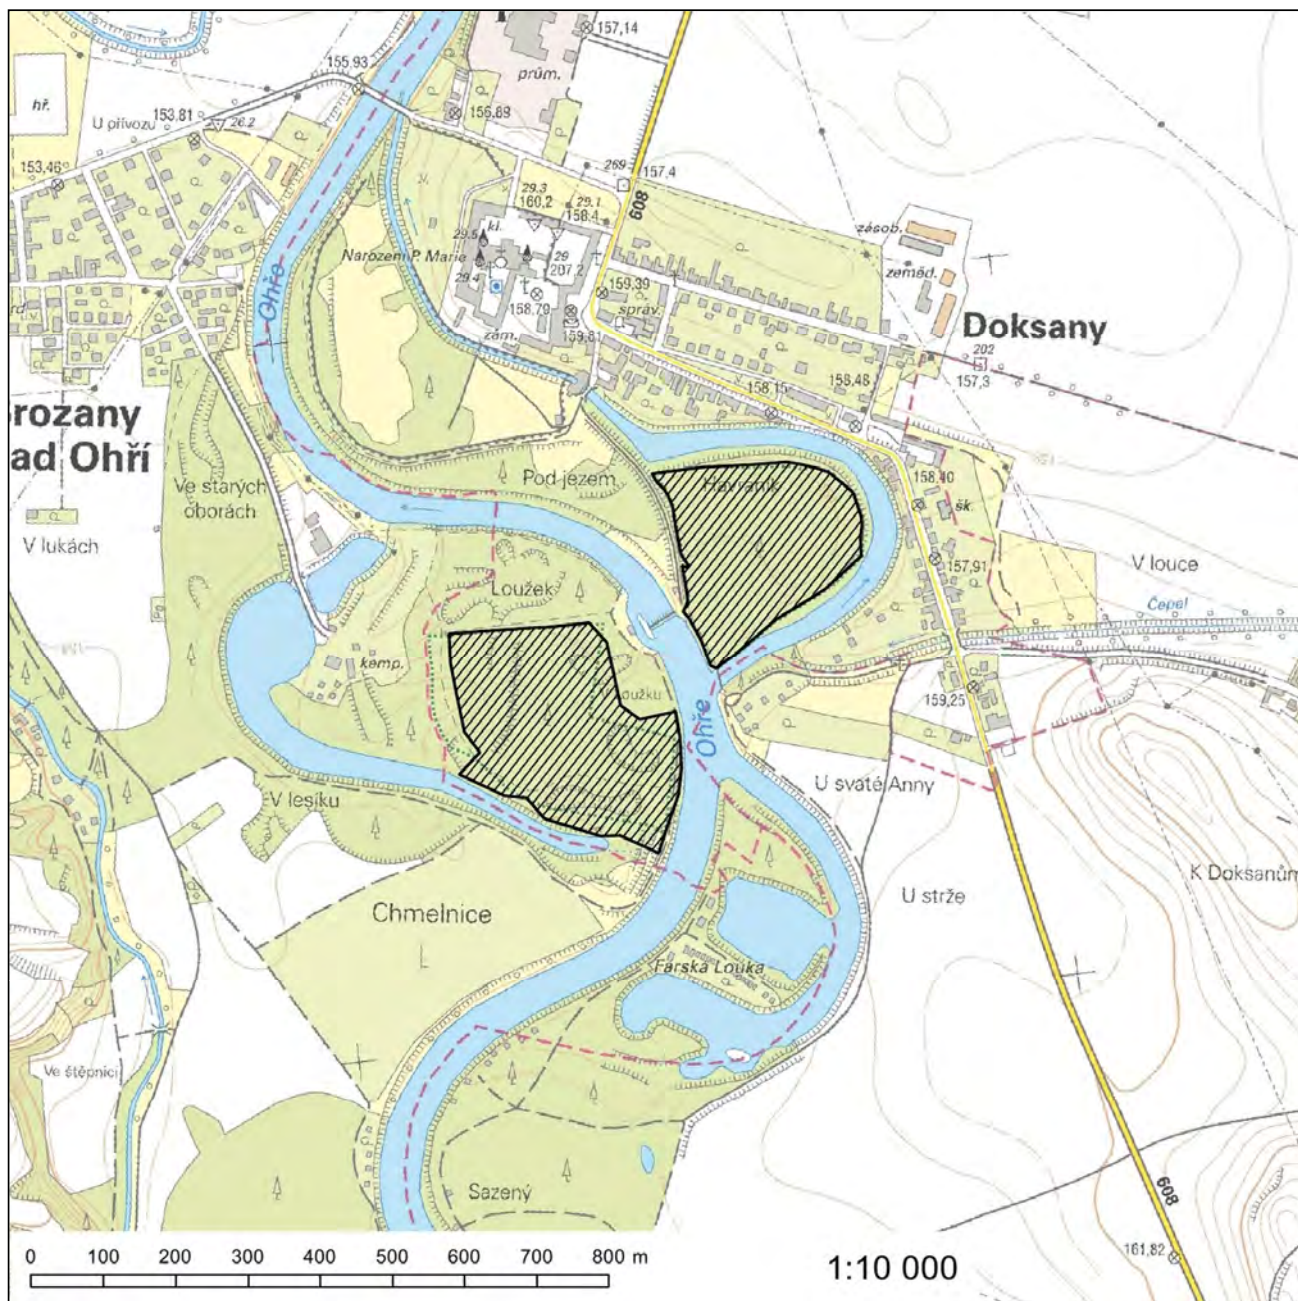 157,14
prům.
hř.
155,93
156,88
153,81
26.2
U přívozu
153,46
269
157,4
608
29.3
160,2
29.1
158,4
kl.
29.5
Narození P. Marie
29
207,2
29.4
158,79
zám.
159,39
správ.
159,81
zásob.
zeměd.
Doksany
202
157,3
Ohře
158,15
158,48
rozany
ad Ohří
Ve starých
oborách
V lukách
Pod jezem
Havraník
158,40
šk.
157,91
V louce
Čepel
Loužek
kemp.
Loužku
Ohře
159,25
V lesíku
U svaté Anny
K Doksanům
U strže
Chmelnice
Farská Louka
Ve štěpnici
Sazený
608
161,82
0 100 200 300 400 500 600 700 800 m
1:10 000